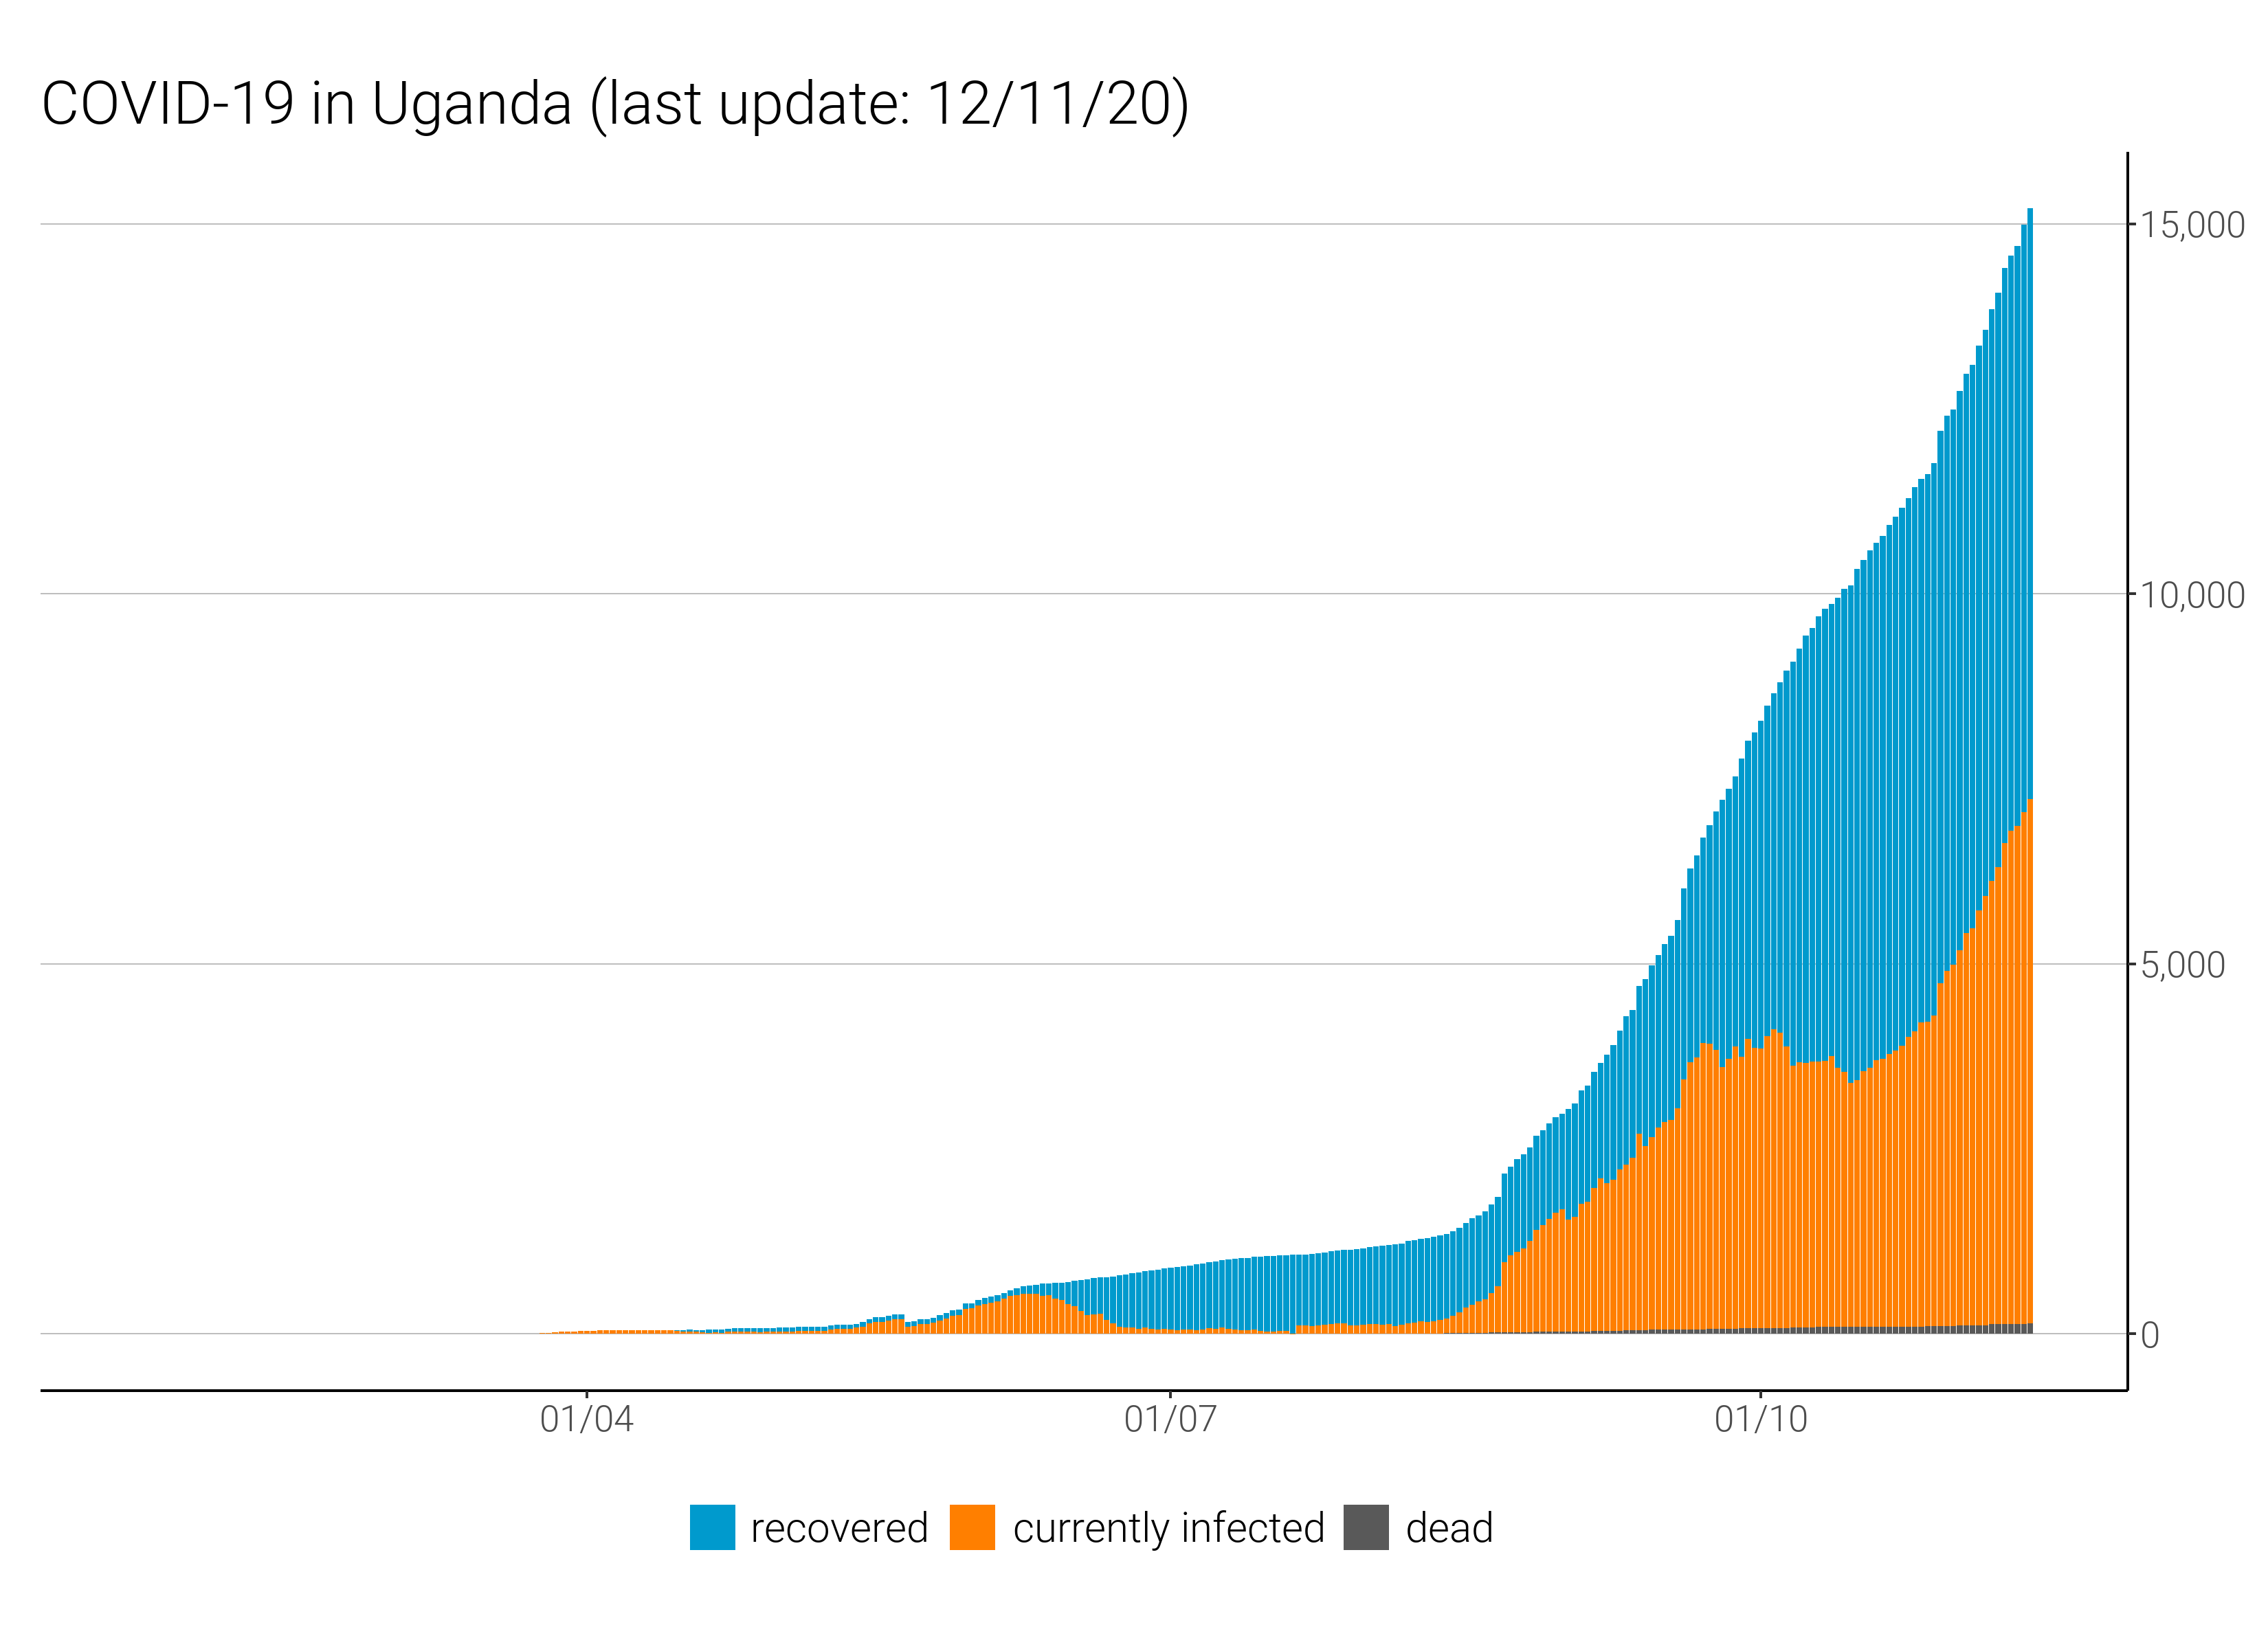 COVID-19 in Uganda (last update: 12/11/20)
15,000
10,000
5,000
0
01/04 01/07 01/10
recovered currently infected dead